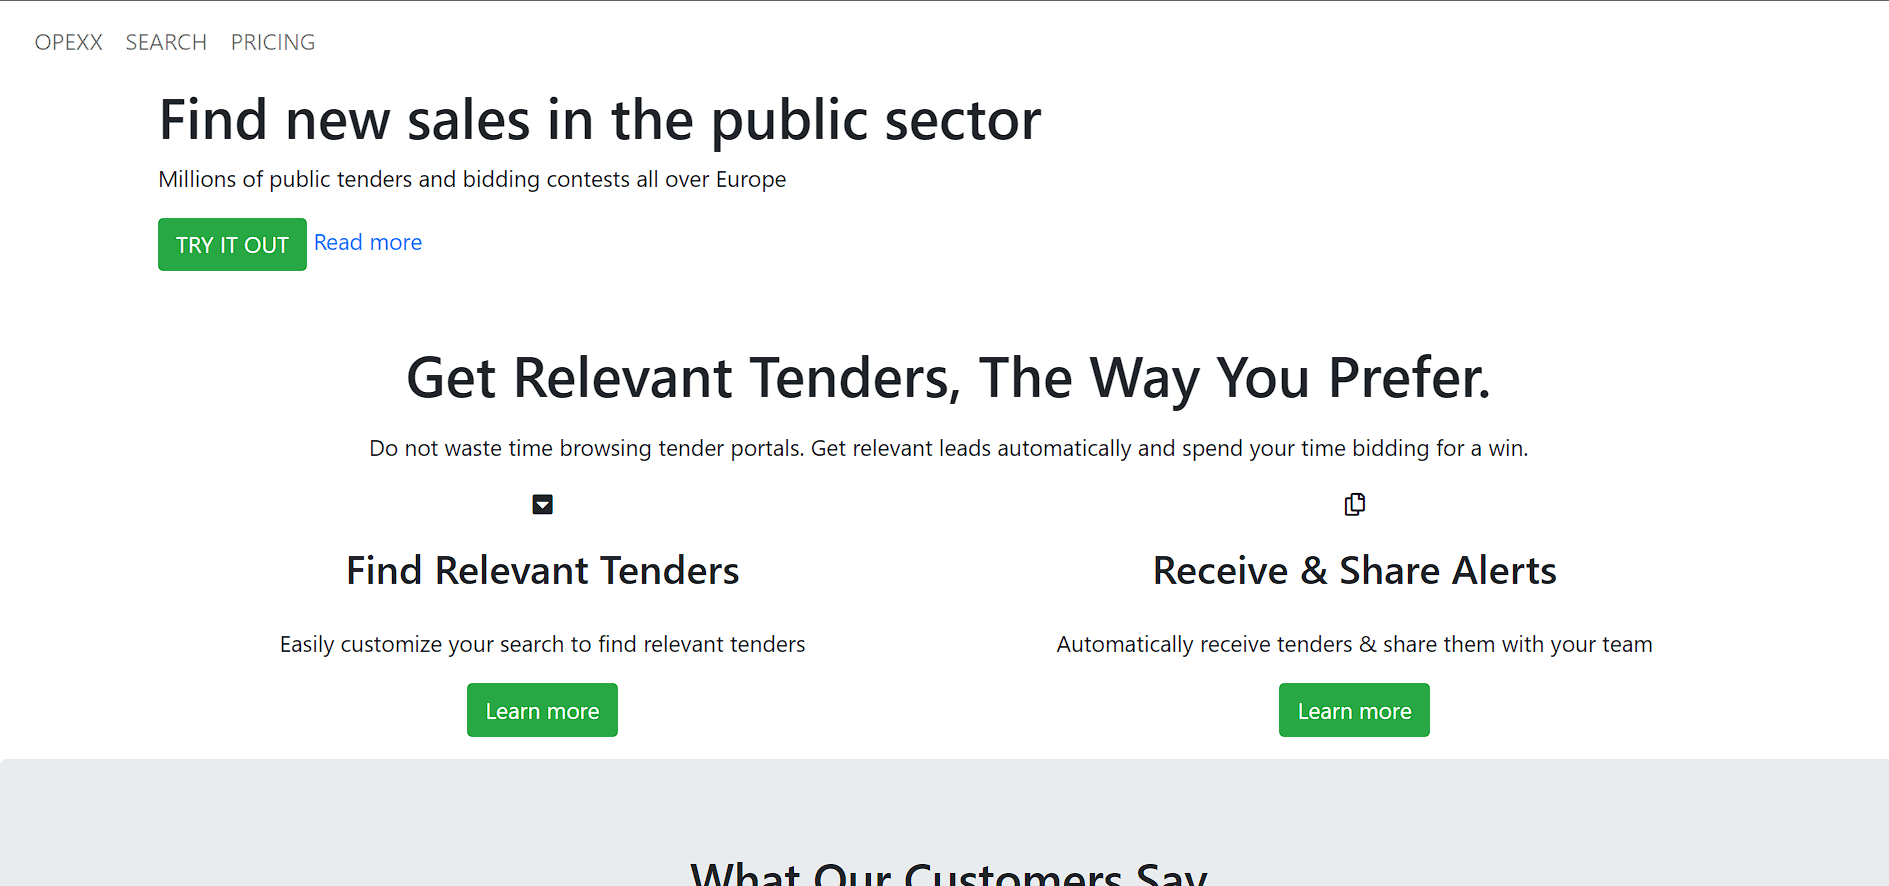 OPEXX SEARCH PRICING
Find new sales in the public sector
Millions of public tenders and bidding contests all over Europe
TRY IT OUT Read more
Get Relevant Tenders, The Way You Prefer.
Do not waste time browsing tender portals. Get relevant leads automatically and spend your time bidding for a win.
Find Relevant Tenders
Easily customize your search to find relevant tenders
Learn more
Receive & Share Alerts
Automatically receive tenders & share them with your team
Learn more
What Our Customers Say